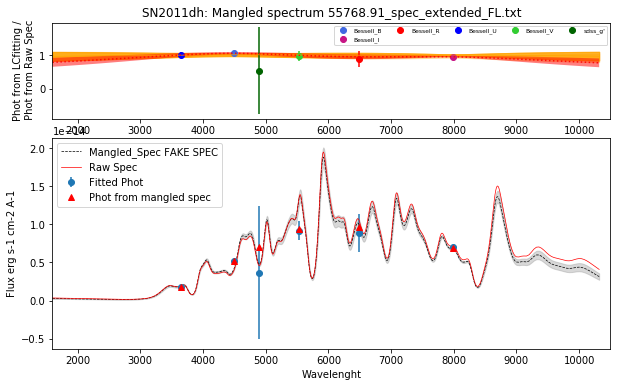 SN2011dh: Mangled spectrum 55768.91_spec_extended_FL.txt
Phot from LCfitting /
Phot from Raw Spec
1
0
Bessell_B
Bessell_R
Bessell_U
Bessell_V
sdss_g'
Bessell_I
2000
3000
4000
5000
6000
7000
8000
9000
10000
1e−14
Flux erg s-1 cm-2 A-1
2.0
1.5
1.0
0.5
0.0
−0.5
Mangled_Spec FAKE SPEC
Raw Spec
Fitted Phot
Phot from mangled spec
2000
3000
4000
5000
6000
7000
8000
9000
10000
Wavelenght